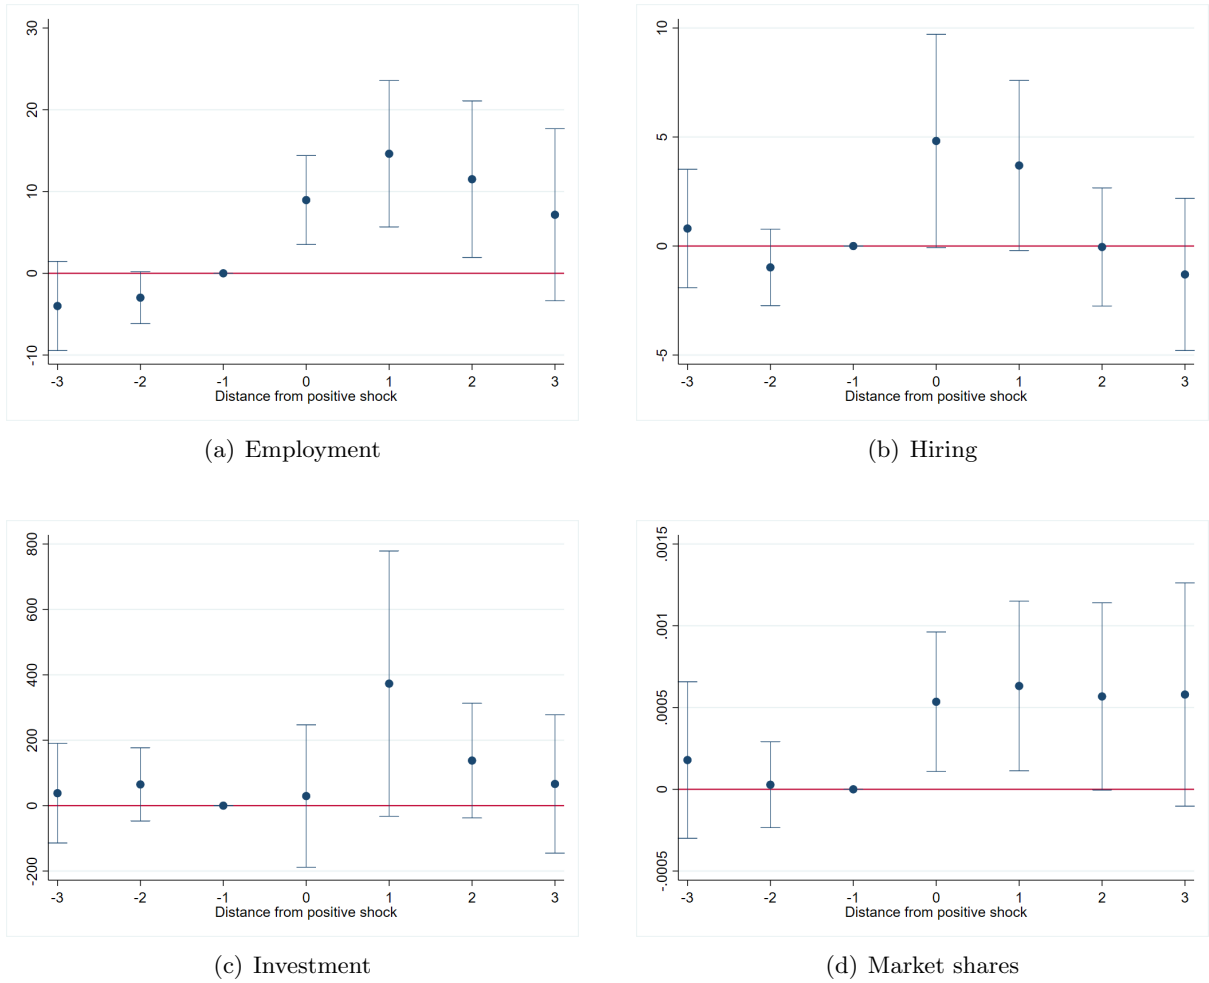 30
20
10
0
-10
-3 -2 -1 0 1 2 3
Distance from positive shock
(a) Employment
10
5
0
-5
-3 -2 -1 0 1 2 3
Distance from positive shock
(b) Hiring
800
600
400
200
0
-200
-3 -2 -1 0 1 2 3
Distance from positive shock
(c) Investment
.0015
.001
.0005
0
-.0005
-3 -2 -1 0 1 2 3
Distance from positive shock
(d) Market shares